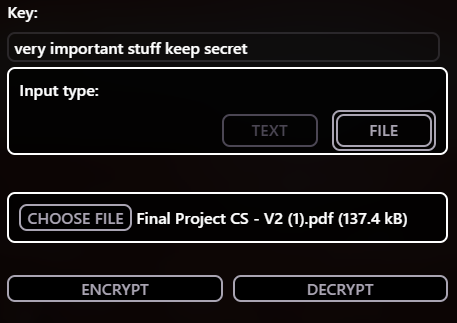 Key:
very important stuff keep secret
Input type:
TEXT FILE
CHOOSE FILE Final Project CS - V2 (1).pdf (137.4 kB)
ENCRYPT DECRYPT